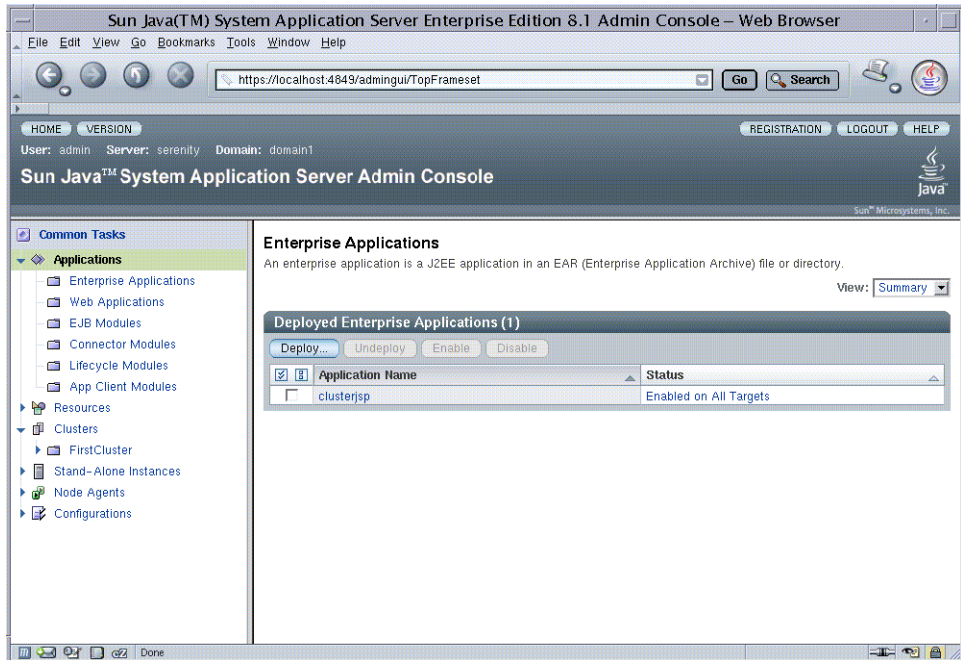 Sun Java(TM) System Application Server Enterprise Edition 8.1 Admin Console – Web Browser
File Edit View Go Bookmarks Tools Window Help
https://localhost:4849/admingui/TopFrameset Go Search
HOME VERSION REGISTRATION LOGOUT HELP
User: admin Server: serenity Domain: domain1
Sun Java™ System Application Server Admin Console
Java™
Sun™ Microsystems, Inc.
Common Tasks
Applications
Enterprise Applications
Web Applications
EJB Modules
Connector Modules
Lifecycle Modules
App Client Modules
Resources
Clusters
FirstCluster
Stand-Alone Instances
Node Agents
Configurations
Enterprise Applications
An enterprise application is a J2EE application in an EAR (Enterprise Application Archive) file or directory.
View: Summary
Deployed Enterprise Applications (1)
Deploy... Undeploy Enable Disable
Application Name Status
clusterjsp Enabled on All Targets
Done